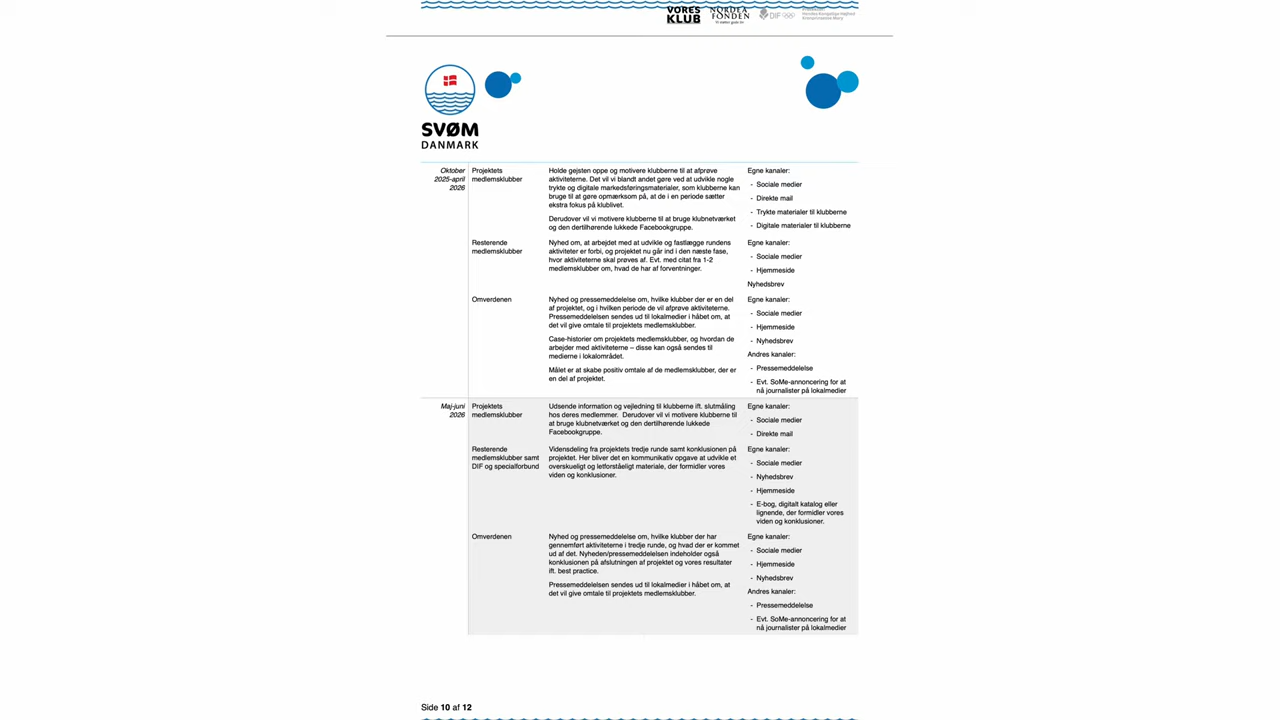 VORES
KLUB
NORDEA
FONDEN
Vi støtter gode liv
DIF
SVØM
DANMARK
Oktober
2025-april
2026
Projektets
medlemsklubber
Holde gejsten oppe og motivere klubberne til at afprøve
aktiviteterne. Det vil vi blandt andet gøre ved at udvikle nogle
trykte og digitale markedsføringsmaterialer, som klubberne kan
bruge til at gøre opmærksom på, at de i en periode sætter
ekstra fokus på klublivet.
Derudover vil vi motivere klubberne til at bruge klubnetværket
og den dertilhørende lukkede Facebookgruppe.
Egne kanaler:
- Sociale medier
- Direkte mail
- Trykte materialer til klubberne
- Digitale materialer til klubberne
Resterende
medlemsklubber
Nyhed om, at arbejdet med at udvikle og fastlægge rundens
aktiviteter er forbi, og projektet nu går ind i den næste fase,
hvor aktiviteterne skal prøves af. Evt. med citat fra 1-2
medlemsklubber om, hvad de har af forventninger.
Egne kanaler:
- Sociale medier
- Hjemmeside
Nyhedsbrev
Omverdenen
Nyhed og pressemeddelelse om, hvilke klubber der er en del
af projektet, og i hvilken periode de vil afprøve aktiviteterne.
Pressemeddelelsen sendes ud til lokalmedier i håbet om, at
det vil give omtale til projektets medlemsklubber.
Case-historier om projektets medlemsklubber, og hvordan de
arbejder med aktiviteterne – disse kan også sendes til
medierne i lokalområdet.
Målet er at skabe positiv omtale af de medlemsklubber, der er
en del af projektet.
Egne kanaler:
- Sociale medier
- Hjemmeside
- Nyhedsbrev
Andres kanaler:
- Pressemeddelelse
- Evt. SoMe-annoncering for at
nå journalister på lokalmedier
Maj-juni
2026
Projektets
medlemsklubber
Udsende information og vejledning til klubberne ift. slutmåling
hos deres medlemmer. Derudover vil vi motivere klubberne til
at bruge klubnetværket og den dertilhørende lukkede
Facebookgruppe.
Egne kanaler:
- Sociale medier
- Direkte mail
Resterende
medlemsklubber samt
DIF og specialforbund
Vidensdeling fra projektets tredje runde samt konklusionen på
projektet. Her bliver det en kommunikativ opgave at udvikle et
overskueligt og letforståeligt materiale, der formidler vores
viden og konklusioner.
Egne kanaler:
- Sociale medier
- Nyhedsbrev
- Hjemmeside
- E-bog, digitalt katalog eller
lignende, der formidler vores
viden og konklusioner.
Omverdenen
Nyhed og pressemeddelelse om, hvilke klubber der har
gennemført aktiviteterne i tredje runde, og hvad der er kommet
ud af det. Nyheden/pressemeddelelsen indeholder også
konklusionen på afslutningen af projektet og vores resultater
ift. best practice.
Pressemeddelelsen sendes ud til lokalmedier i håbet om, at
det vil give omtale til projektets medlemsklubber.
Egne kanaler:
- Sociale medier
- Hjemmeside
- Nyhedsbrev
Andres kanaler:
- Pressemeddelelse
- Evt. SoMe-annoncering for at
nå journalister på lokalmedier
Side 10 af 12